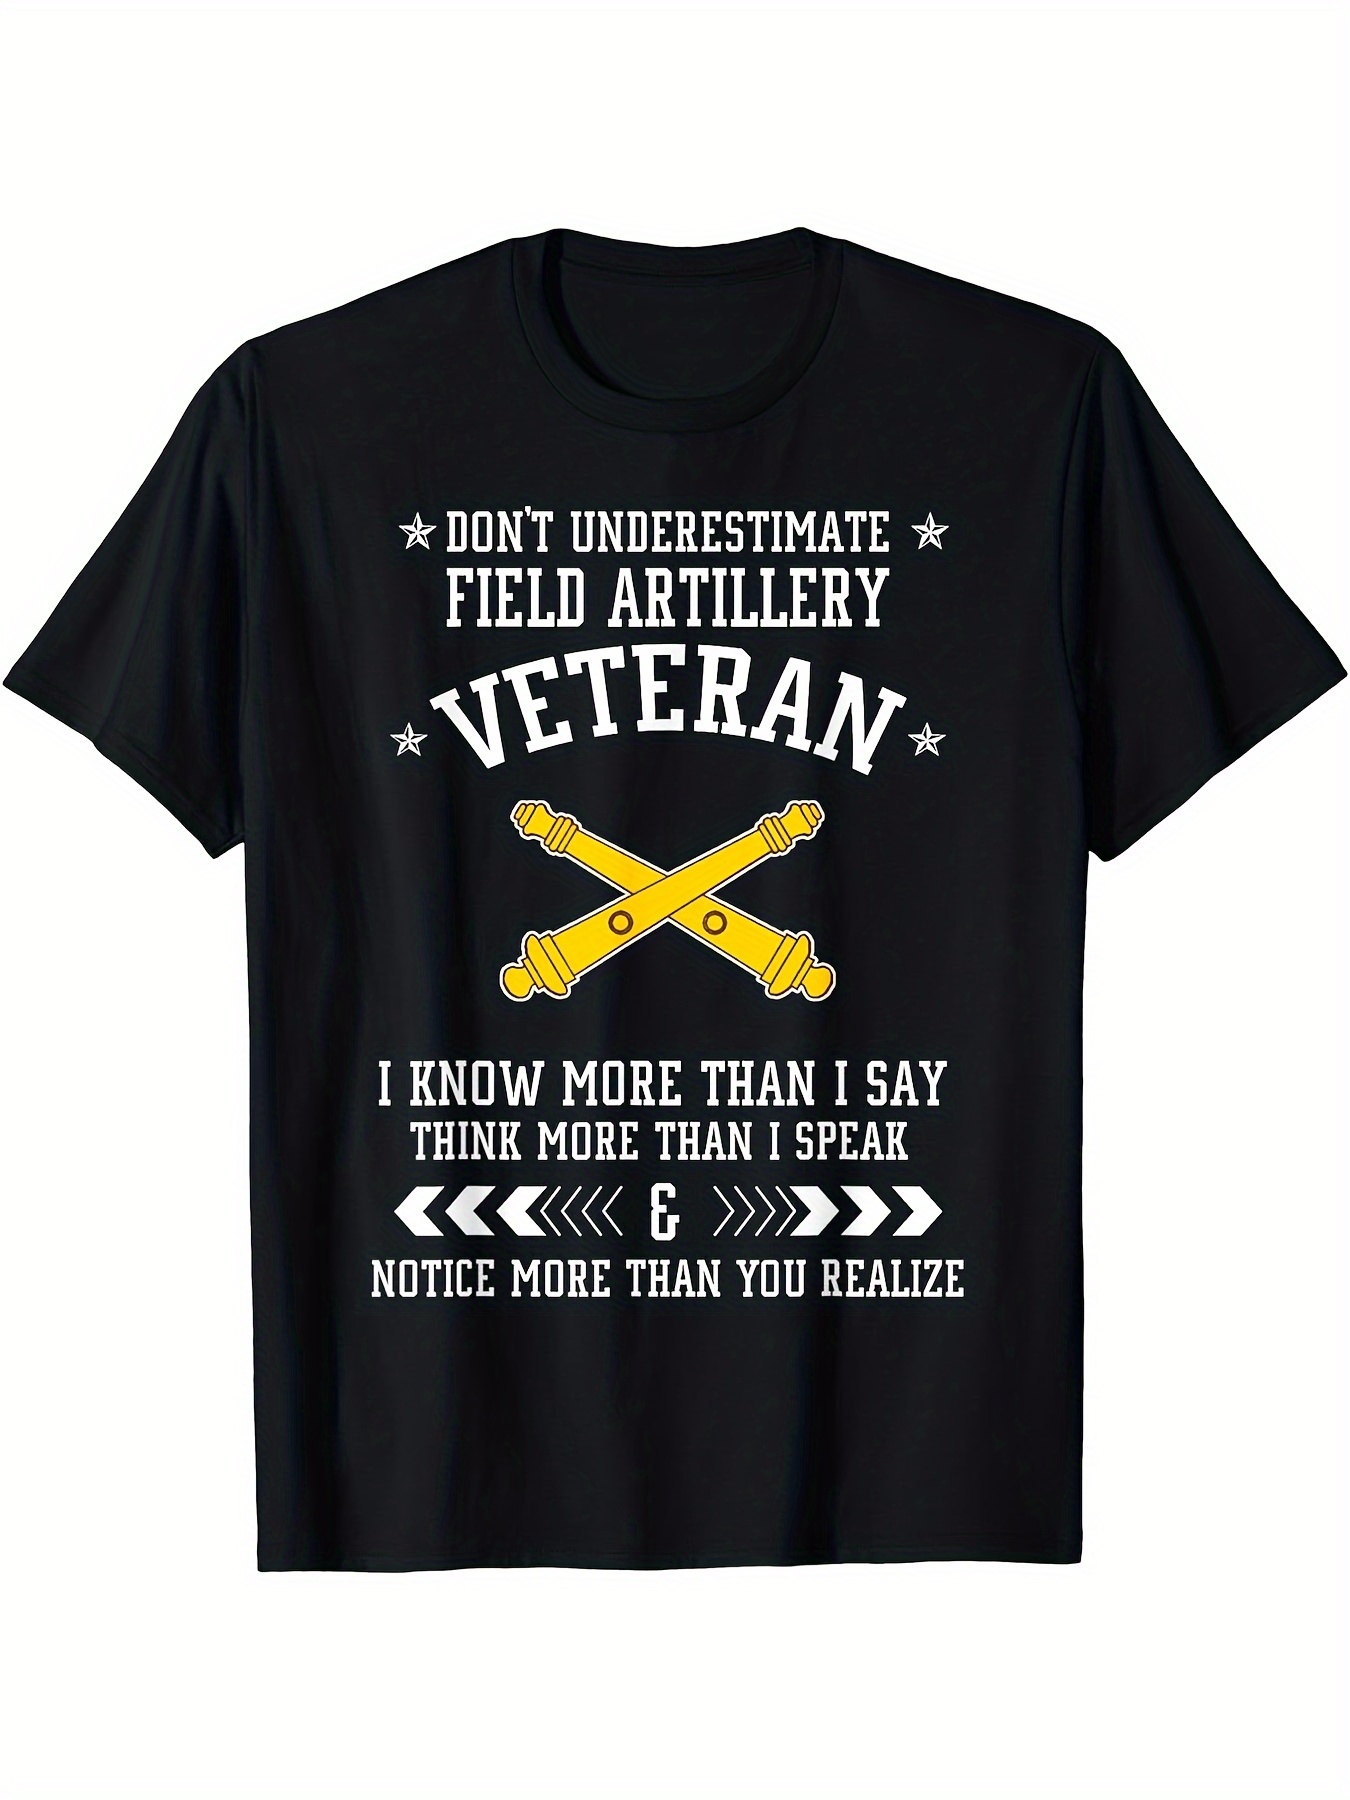 DON'T UNDERESTIMATE
FIELD ARTILLERY
VETERAN
I KNOW MORE THAN I SAY
THINK MORE THAN I SPEAK
&
NOTICE MORE THAN YOU REALIZE